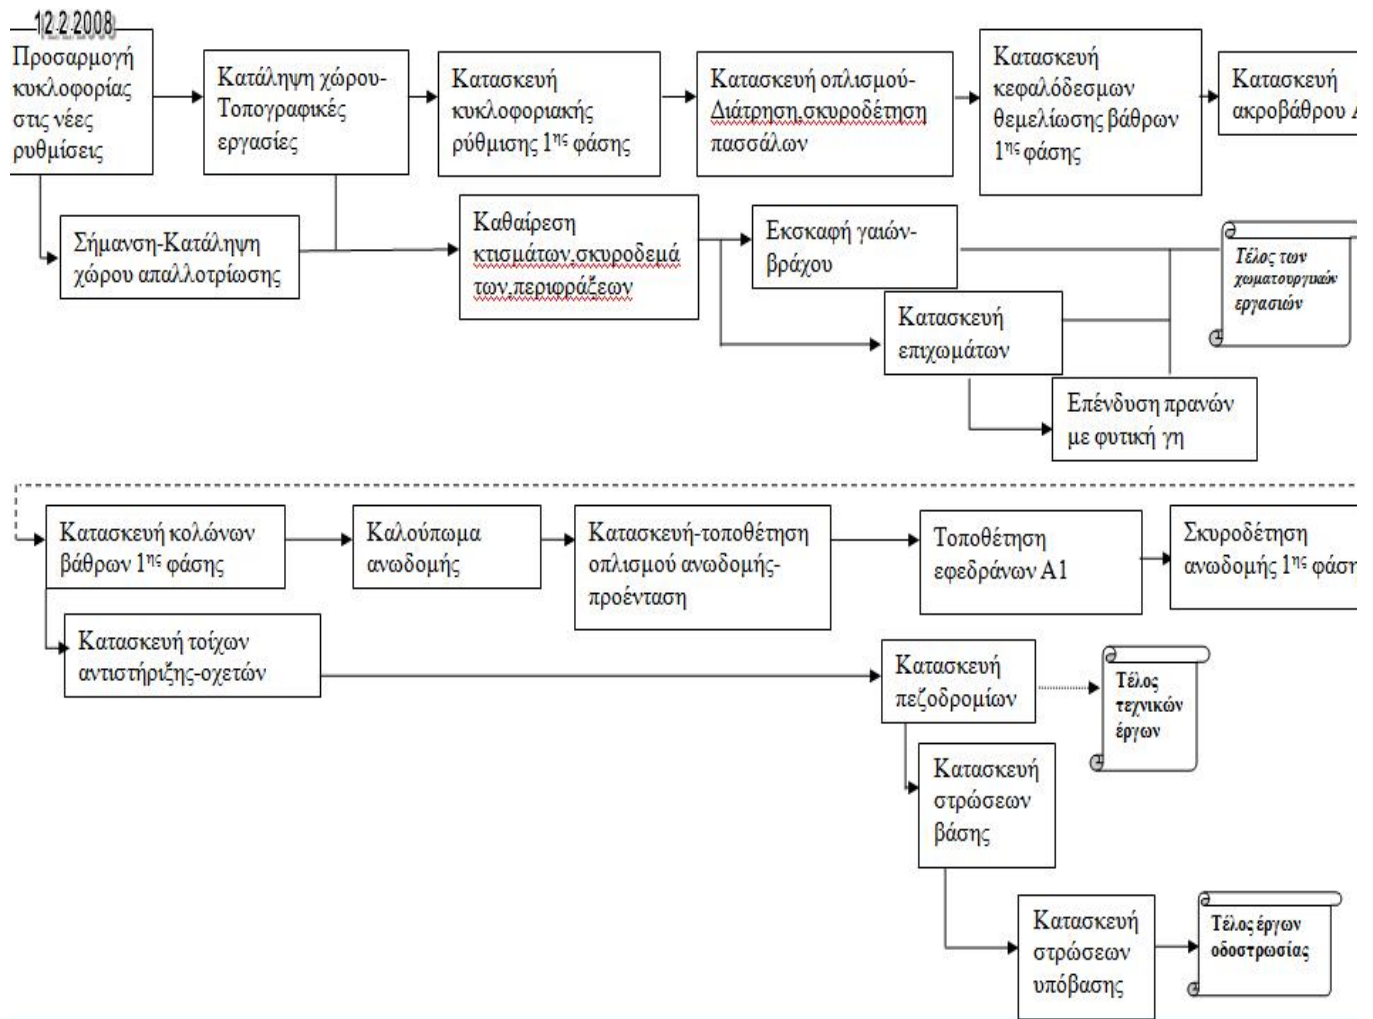 12.2.2008
Προσαρμογή
κυκλοφορίας
στις νέες
ρυθμίσεις
Κατάληψη χώρου-
Τοπογραφικές
εργασίες
Κατασκευή
κυκλοφοριακής
ρύθμισης 1ης φάσης
Κατασκευή οπλισμού-
Διάτρηση,σκυροδέτηση
πασσάλων
Κατασκευή
κεφαλόδεσμων
θεμελίωσης βάθρων
1ης φάσης
Κατασκευή
ακροβάθρου
Σήμανση-Κατάληψη
χώρου απαλλοτρίωσης
Καθαίρεση
κτισμάτων,σκυροδεμά
των,περιφράξεων
Εκσκαφή γαιών-
βράχου
Κατασκευή
επιχωμάτων
Επένδυση πρανών
με φυτική γη
Τέλος των
χωματουργικών
εργασιών
Κατασκευή κολώνων
βάθρων 1ης φάσης
Καλούπωμα
ανωδομής
Κατασκευή-τοποθέτηση
οπλισμού ανωδομής-
προένταση
Τοποθέτηση
εφεδράνων Α1
Σκυροδέτηση
ανωδομής 1ης φάση
Κατασκευή τοίχων
αντιστήριξης-οχετών
Κατασκευή
πεζοδρομίων
Τέλος
τεχνικών
έργων
Κατασκευή
στρώσεων
βάσης
Κατασκευή
στρώσεων
υπόβασης
Τέλος έργων
οδοστρωσίας